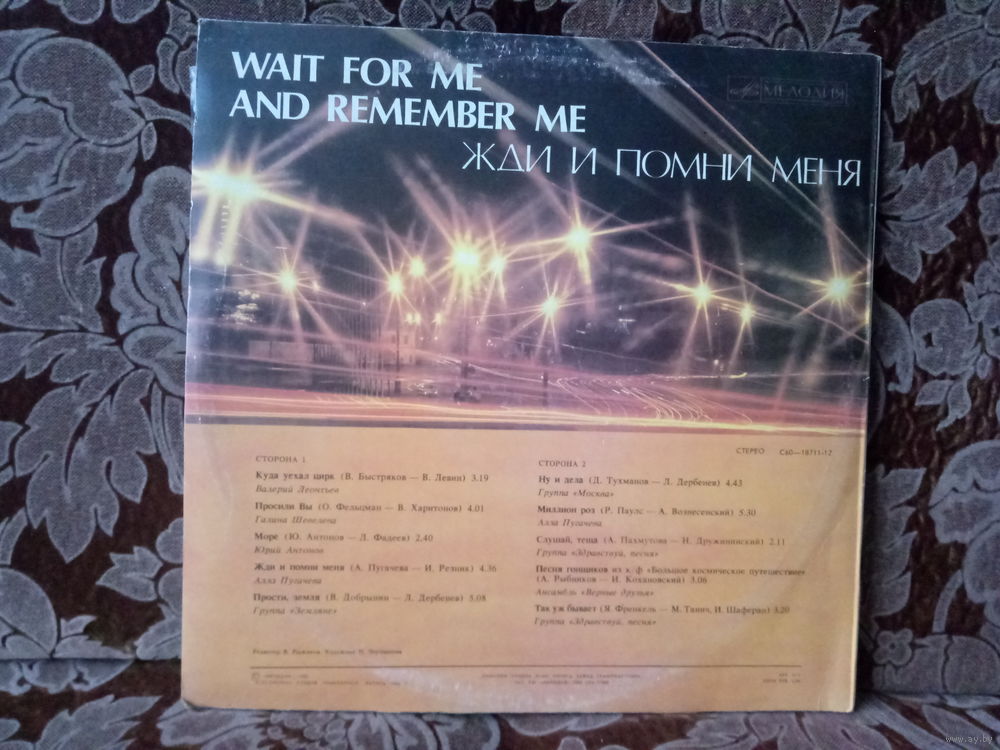 WAIT FOR ME
AND REMEMBER ME
МЕЛОДИЯ
ЖДИ И ПОМНИ МЕНЯ
СТОРОНА 1
Куда уехал цирк (В. Быстряков — В. Левин) 3.19
Валерий Леонтьев
Просили Вы (О. Фельцман — В. Харитонов) 4.01
Галина Шевелева
Море (Ю. Антонов — Л. Фадеев) 2.40
Юрий Антонов
Жди и помни меня (А. Пугачева — И. Резник) 4.36
Алла Пугачева
Прости, земля (В. Добрынин — Л. Дербенев) 5.08
Группа «Земляне»
СТЕРЕО С60—18711-12
СТОРОНА 2
Ну и дела (Д. Тухманов — Л. Дербенев) 4.43
Группа «Москва»
Миллион роз (Р. Паулс — А. Вознесенский) 5.30
Алла Пугачева
Слушай, теща (А. Пахмутова — Н. Дружининский) 2.11
Группа «Здравствуй, песня»
Песня гонщиков из к/ф «Большое космическое путешествие»
(А. Рыбников — И. Кохановский) 3.06
Ансамбль «Верные друзья»
Так уж бывает (Я. Френкель — М. Танич, И. Шаферан) 3.20
Группа «Здравствуй, песня»
Редактор В. Художник
www.ay.by